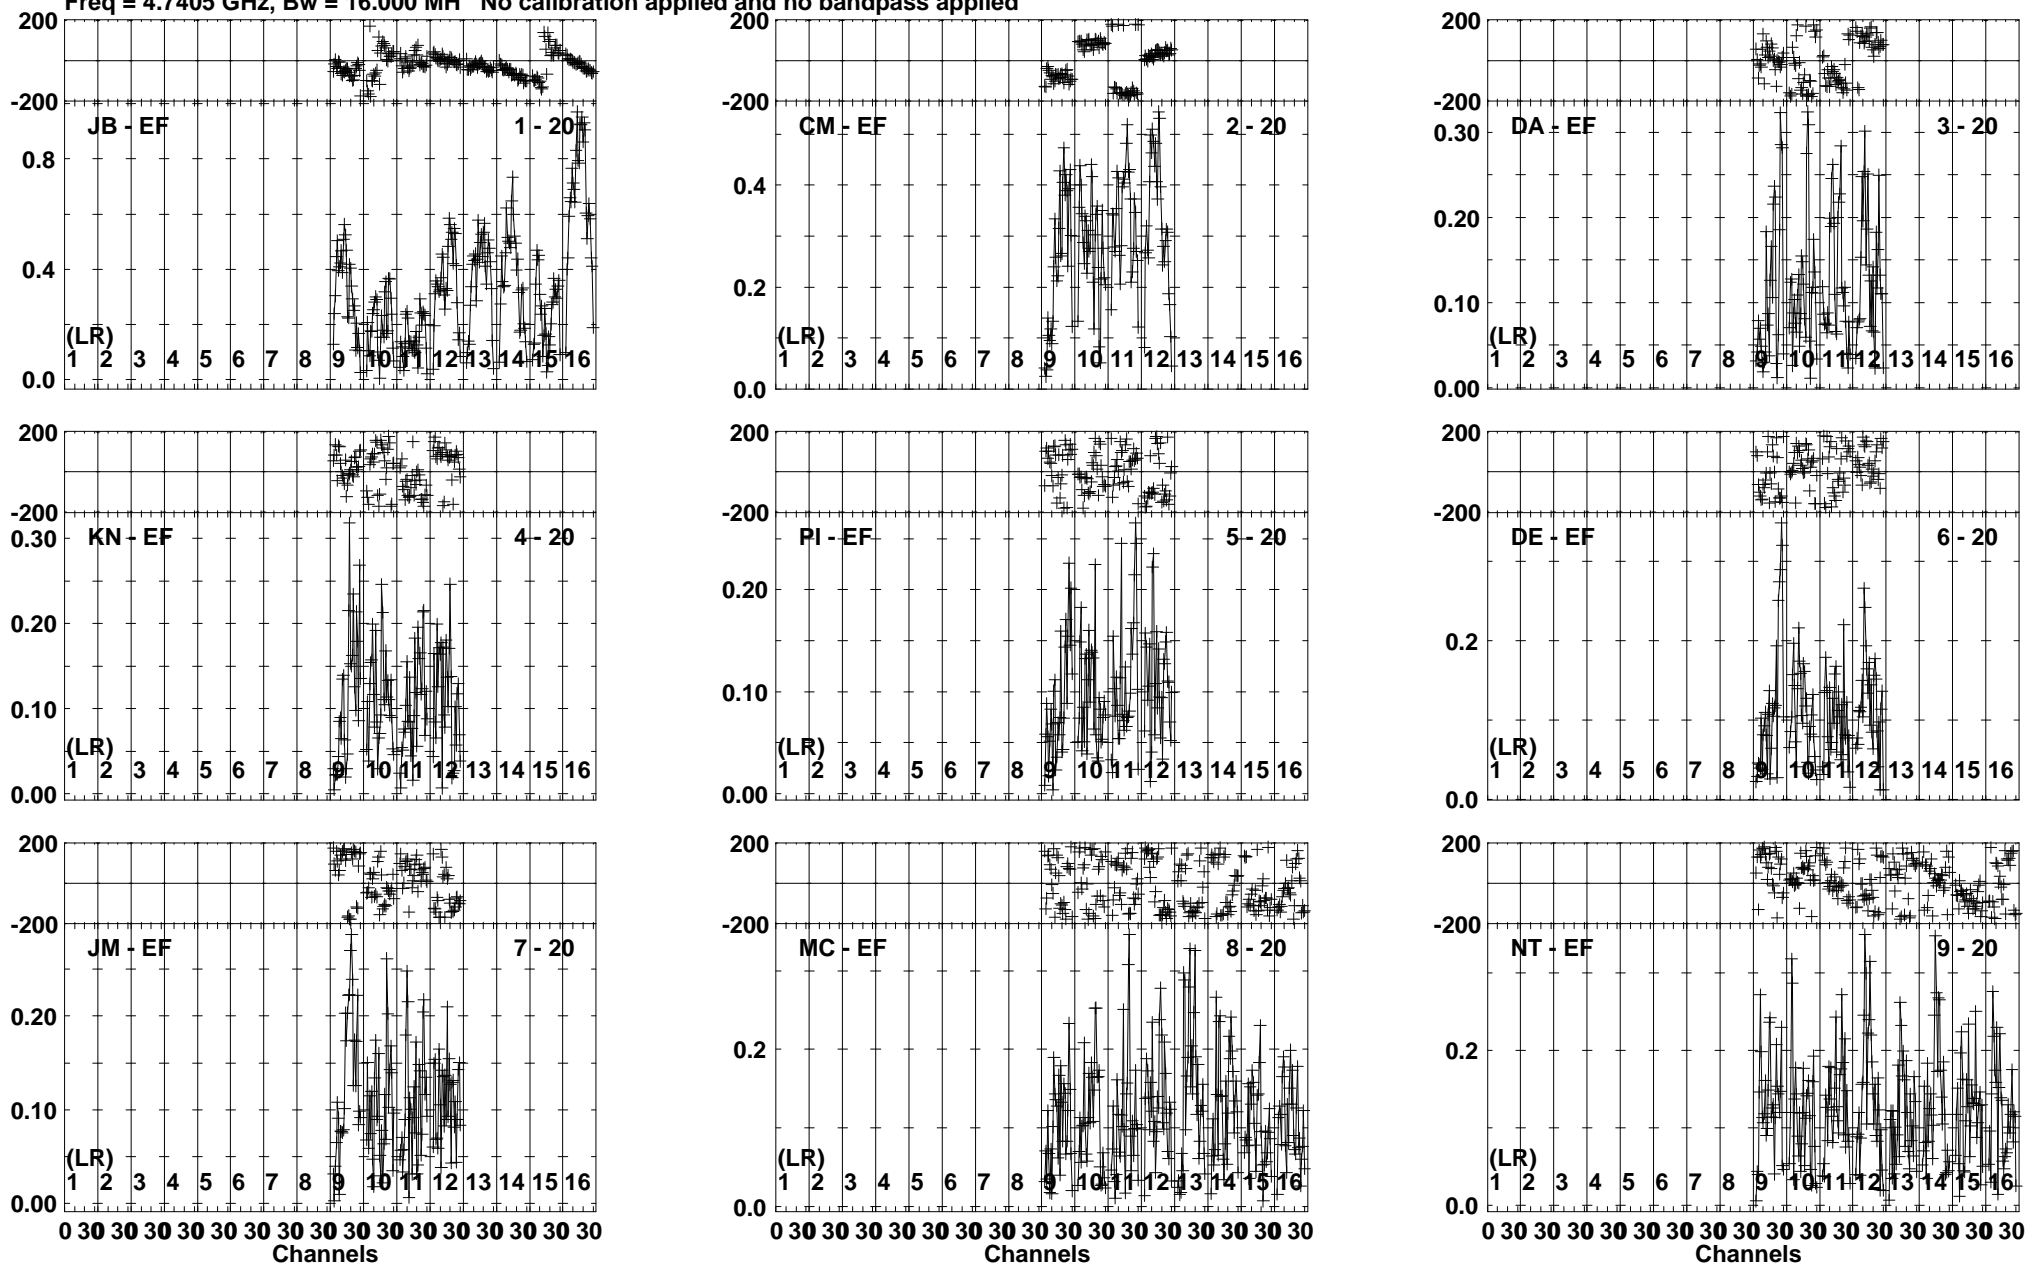 Freq = 4.7405 GHz, Bw = 16.000 MH No calibration applied and no bandpass applied
200
-200
JB - EF 1 - 20
0.8
0.4
0.0
(LR)
1 2 3 4 5 6 7 8 9 10 11 12 13 14 15 16
200
-200
CM - EF 2 - 20
0.4
0.2
0.0
(LR)
1 2 3 4 5 6 7 8 9 10 11 12 13 14 15 16
200
-200
DA - EF 3 - 20
0.30
0.20
0.10
0.00
(LR)
1 2 3 4 5 6 7 8 9 10 11 12 13 14 15 16
200
-200
KN - EF 4 - 20
0.30
0.20
0.10
0.00
(LR)
1 2 3 4 5 6 7 8 9 10 11 12 13 14 15 16
200
-200
PI - EF 5 - 20
0.20
0.10
0.00
(LR)
1 2 3 4 5 6 7 8 9 10 11 12 13 14 15 16
200
-200
DE - EF 6 - 20
0.2
0.0
(LR)
1 2 3 4 5 6 7 8 9 10 11 12 13 14 15 16
200
-200
JM - EF 7 - 20
0.20
0.10
0.00
(LR)
1 2 3 4 5 6 7 8 9 10 11 12 13 14 15 16
0 30 30 30 30 30 30 30 30 30 30 30 30 30 30 30 30
Channels
200
-200
MC - EF 8 - 20
0.2
0.0
(LR)
1 2 3 4 5 6 7 8 9 10 11 12 13 14 15 16
0 30 30 30 30 30 30 30 30 30 30 30 30 30 30 30 30
Channels
200
-200
NT - EF 9 - 20
0.2
0.0
(LR)
1 2 3 4 5 6 7 8 9 10 11 12 13 14 15 16
0 30 30 30 30 30 30 30 30 30 30 30 30 30 30 30 30
Channels